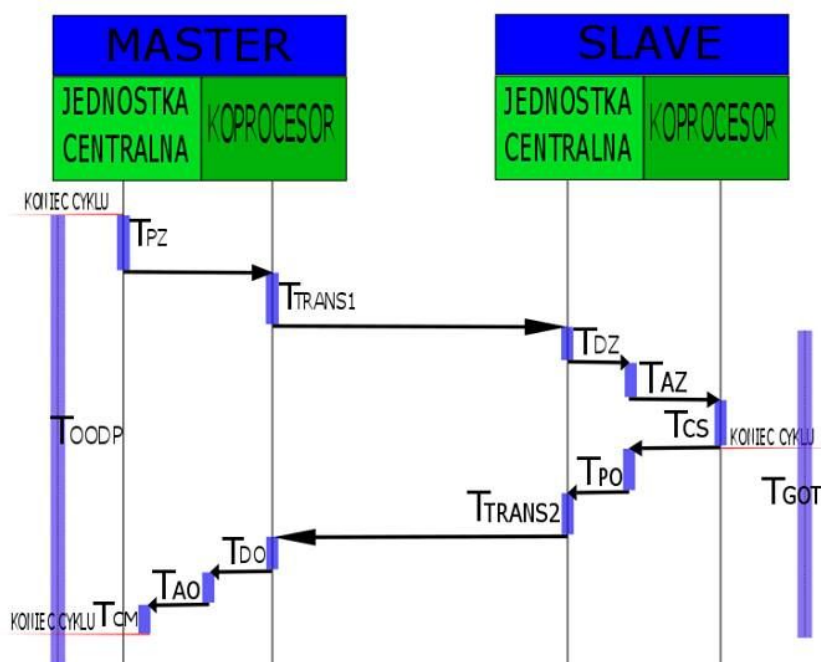 MASTER
SLAVE
JEDNOSTKA
CENTRALNA
KOPROCESOR
JEDNOSTKA
CENTRALNA
KOPROCESOR
KONIEC CYKLU
TPZ
TTRANS1
TDZ
TAZ
TOODP
TCS
KONIEC CYKLU
TPO
TGOT
TTRANS2
TDO
TAO
KONIEC CYKLU TCM